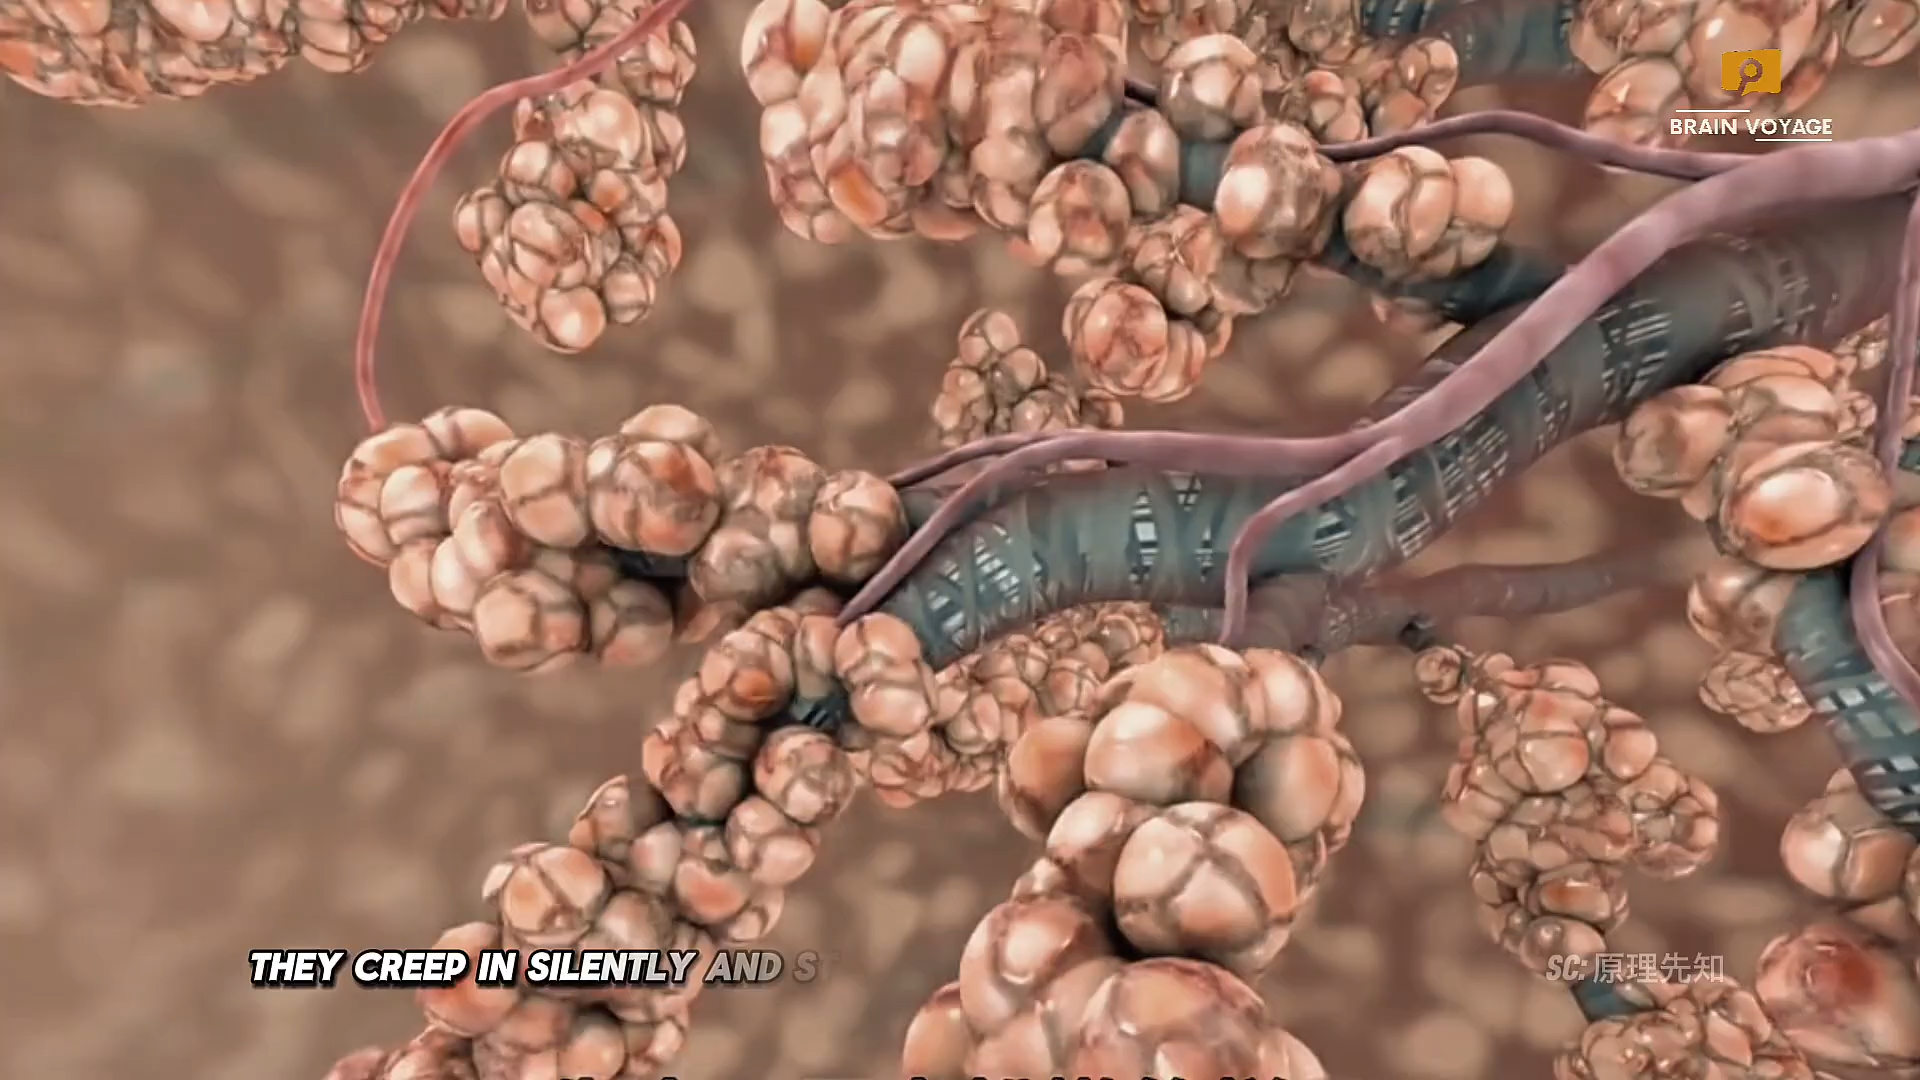 BRAIN VOYAGE
THEY CREEP IN SILENTLY AND
SC: 原理先知